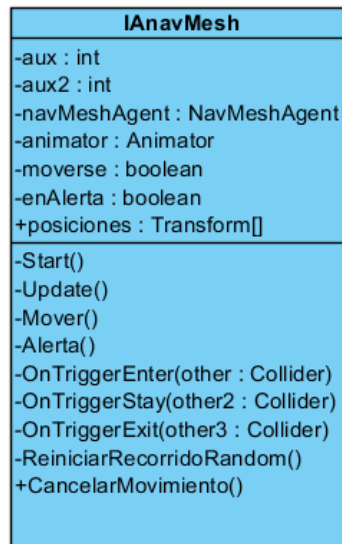 IAnavMesh
-aux : int
-aux2 : int
-navMeshAgent : NavMeshAgent
-animator : Animator
-moverse : boolean
-enAlerta : boolean
+posiciones : Transform[]
-Start()
-Update()
-Mover()
-Alerta()
-OnTriggerEnter(other : Collider)
-OnTriggerStay(other2 : Collider)
-OnTriggerExit(other3 : Collider)
-ReiniciarRecorridoRandom()
+CancelarMovimiento()